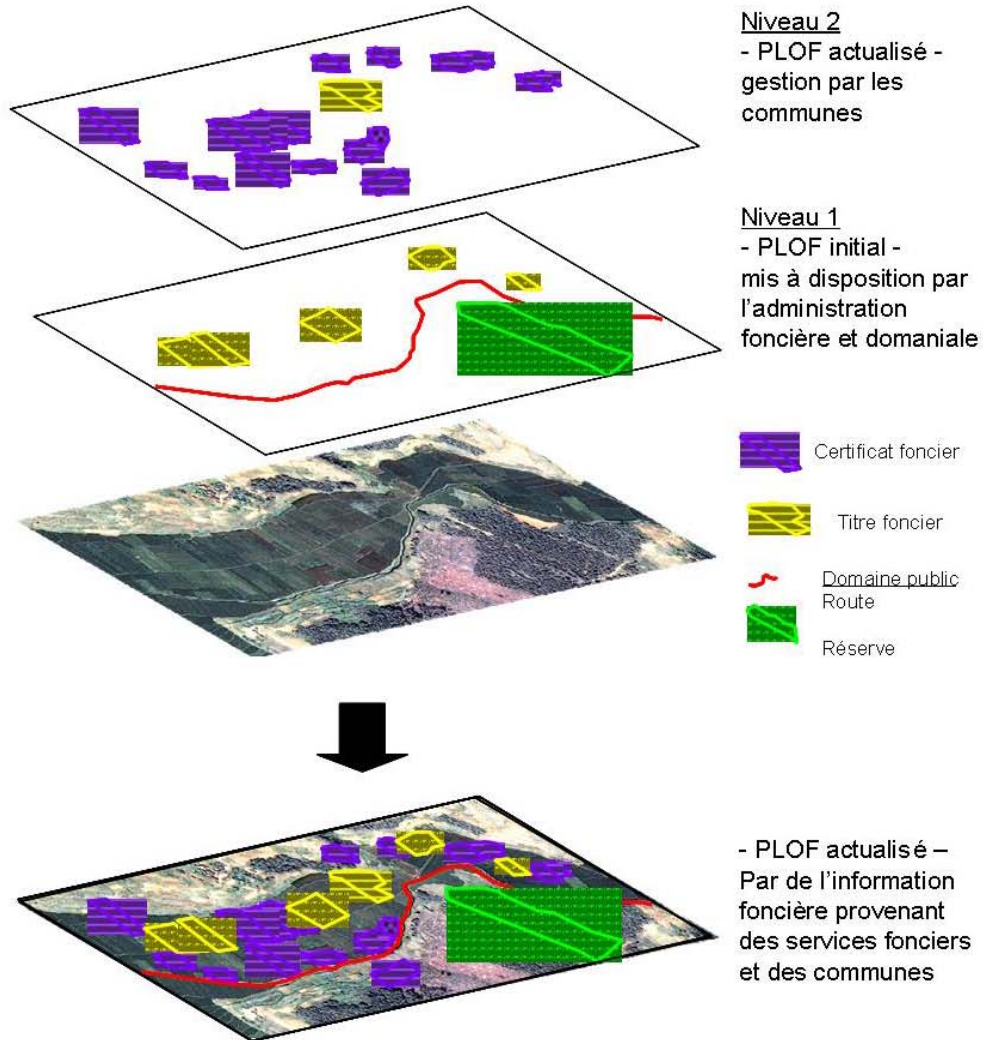 Niveau 2
- PLOF actualisé -
gestion par les
communes
Niveau 1
- PLOF initial -
mis à disposition par
l'administration
foncière et domaniale
Certificat foncier
Titre foncier
Domaine public
Route
Réserve
- PLOF actualisé –
Par de l'information
foncière provenant
des services fonciers
et des communes